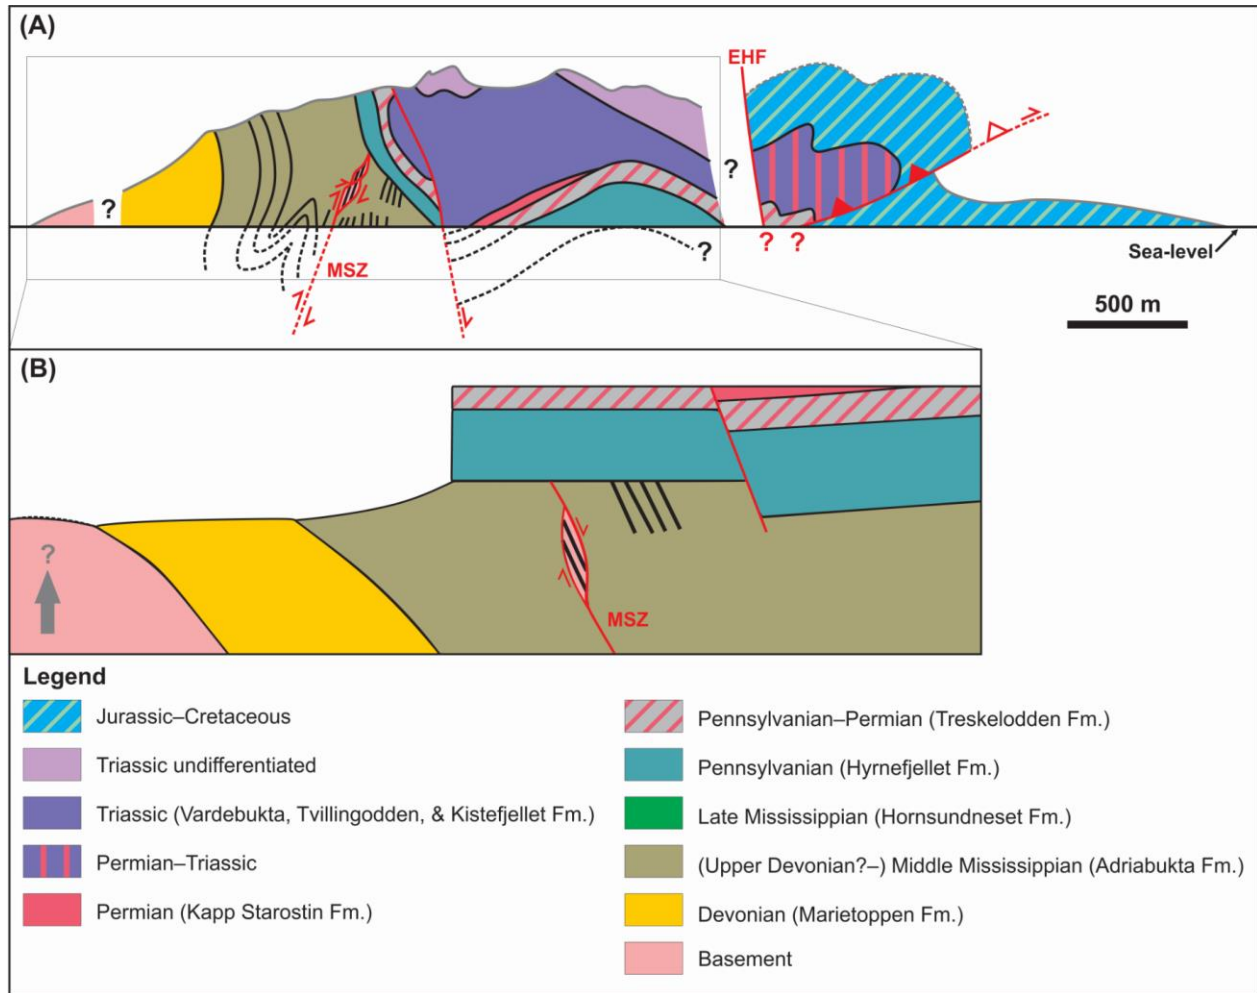 (A)
EHF
?
?
?
?
?
MSZ
Sea-level
500 m
(B)
?
MSZ
Legend
Jurassic–Cretaceous
Triassic undifferentiated
Triassic (Vardebukta, Tvillingodden, & Kistefjellet Fm.)
Permian–Triassic
Permian (Kapp Starostin Fm.)
Pennsylvanian–Permian (Treskelodden Fm.)
Pennsylvanian (Hyrnefjellet Fm.)
Late Mississippian (Hornsundneset Fm.)
(Upper Devonian?–) Middle Mississippian (Adriabukta Fm.)
Devonian (Marietoppen Fm.)
Basement